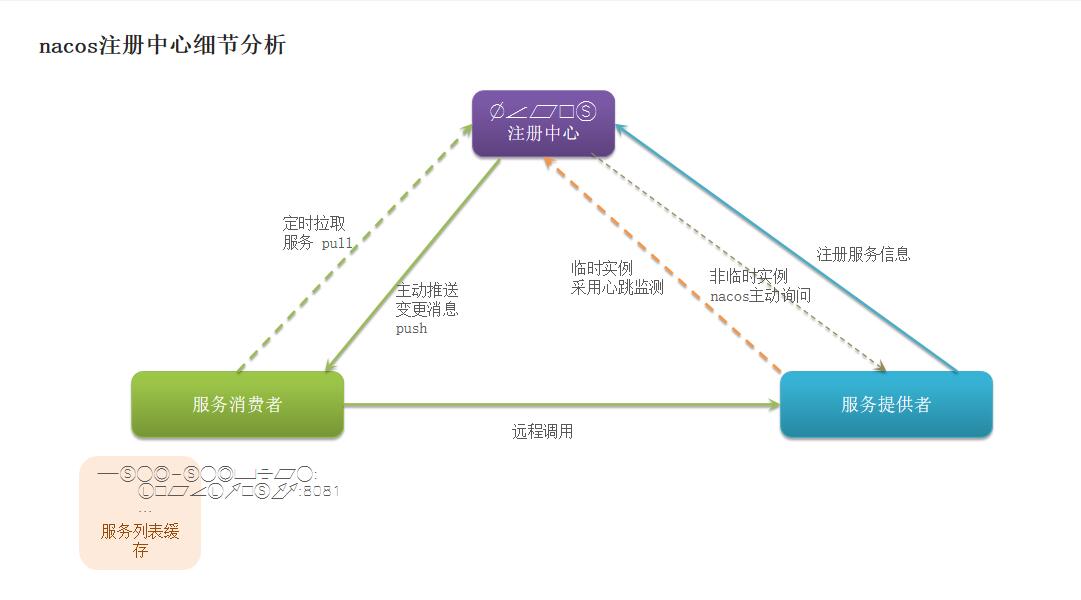 nacos注册中心细节分析
注册中心
定时拉取
服务 pull
主动推送
变更消息
push
临时实例
采用心跳监测
非临时实例
nacos主动询问
注册服务信息
服务消费者
服务提供者
远程调用
:8081
...
服务列表缓
存